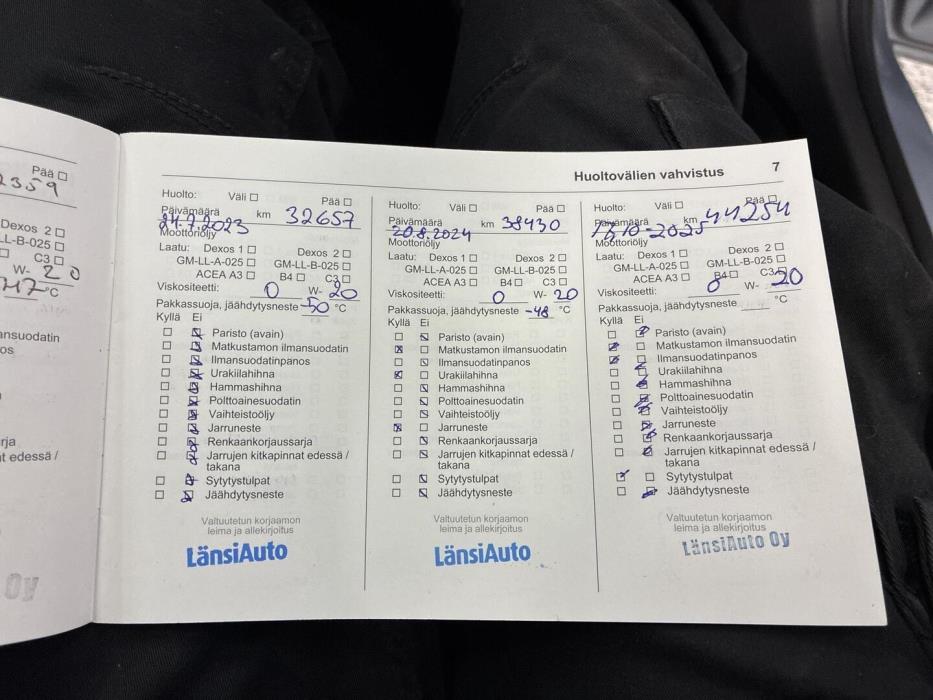 Pää
2359
Dexos 2
LL-B-025
C3
W- 20
°C
ansuodatin
os
rja
t edessä /
Oy
Huoltovälien vahvistus 7
Huolto: Väli Pää
Päivämäärä km 32657
24.7.2023
Moottoriöljy
Laatu: Dexos 1 Dexos 2
GM-LL-A-025 GM-LL-B-025
ACEA A3 B4 C3
Viskositeetti: 0 W- 20
Pakkassuoja, jäähdytysneste -50 °C
Kyllä Ei
Paristo (avain)
Matkustamon ilmansuodatin
Ilmansuodatinpanos
Urakiilahihna
Hammashihna
Polttoainesuodatin
Vaihteistoöljy
Jarruneste
Renkaankorjaussarja
Jarrujen kitkapinnat edessä /
takana
Sytytystulpat
Jäähdytysneste
Valtuutetun korjaamon
leima ja allekirjoitus
LänsiAuto
Huolto: Väli Pää
Päivämäärä km 38430
20.8.2024
Moottoriöljy
Laatu: Dexos 1 Dexos 2
GM-LL-A-025 GM-LL-B-025
ACEA A3 B4 C3
Viskositeetti: 0 W- 20
Pakkassuoja, jäähdytysneste -48 °C
Kyllä Ei
Paristo (avain)
Matkustamon ilmansuodatin
Ilmansuodatinpanos
Urakiilahihna
Hammashihna
Polttoainesuodatin
Vaihteistoöljy
Jarruneste
Renkaankorjaussarja
Jarrujen kitkapinnat edessä /
takana
Sytytystulpat
Jäähdytysneste
Valtuutetun korjaamon
leima ja allekirjoitus
LänsiAuto
Huolto: Väli Pää
Päivämäärä km 44254
Moottoriöljy
Laatu: Dexos 1 Dexos 2
GM-LL-A-025 GM-LL-B-025
ACEA A3 B4 C3
Viskositeetti: 0 W- 20
Pakkassuoja, jäähdytysneste °C
Kyllä Ei
Paristo (avain)
Matkustamon ilmansuodatin
Ilmansuodatinpanos
Urakiilahihna
Hammashihna
Polttoainesuodatin
Vaihteistoöljy
Jarruneste
Renkaankorjaussarja
Jarrujen kitkapinnat edessä /
takana
Sytytystulpat
Jäähdytysneste
Valtuutetun korjaamon
leima ja allekirjoitus
LänsiAuto Oy